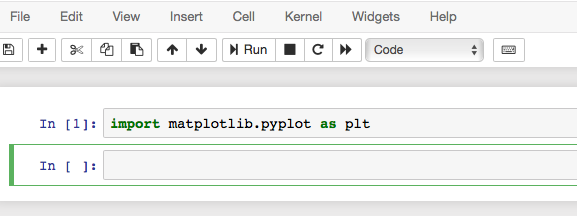 File Edit View Insert Cell Kernel Widgets Help
Run Code
In [1]: import matplotlib.pyplot as plt
In [ ]: